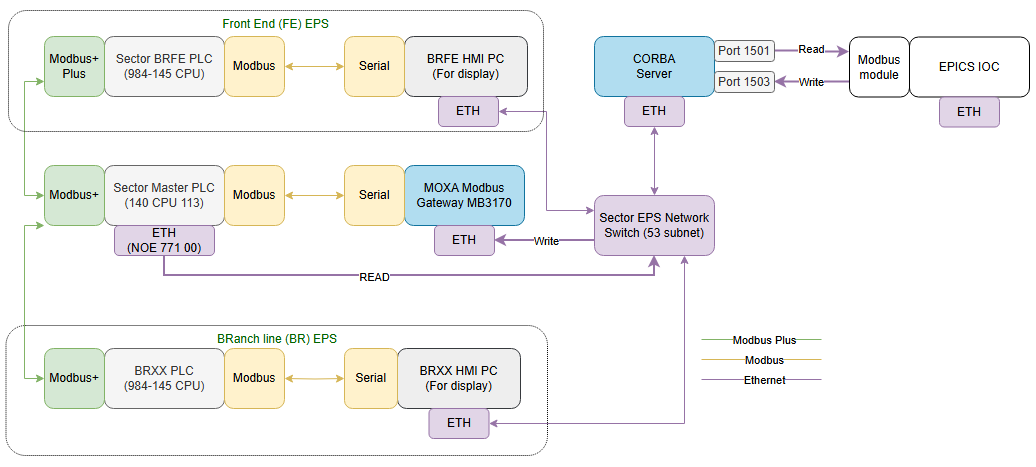 Front End (FE) EPS
Modbus+
Plus
Sector BRFE PLC
(984-145 CPU)
Modbus
Serial
BRFE HMI PC
(For display)
ETH
CORBA
Server
ETH
Port 1501
Port 1503
Read
Write
Modbus
module
EPICS IOC
ETH
Modbus+
Sector Master PLC
(140 CPU 113)
Modbus
Serial
MOXA Modbus
Gateway MB3170
ETH
(NOE 771 00)
ETH
Write
Sector EPS Network
Switch (53 subnet)
READ
BRanch line (BR) EPS
Modbus+
BRXX PLC
(984-145 CPU)
Modbus
Serial
BRXX HMI PC
(For display)
ETH
Modbus Plus
Modbus
Ethernet